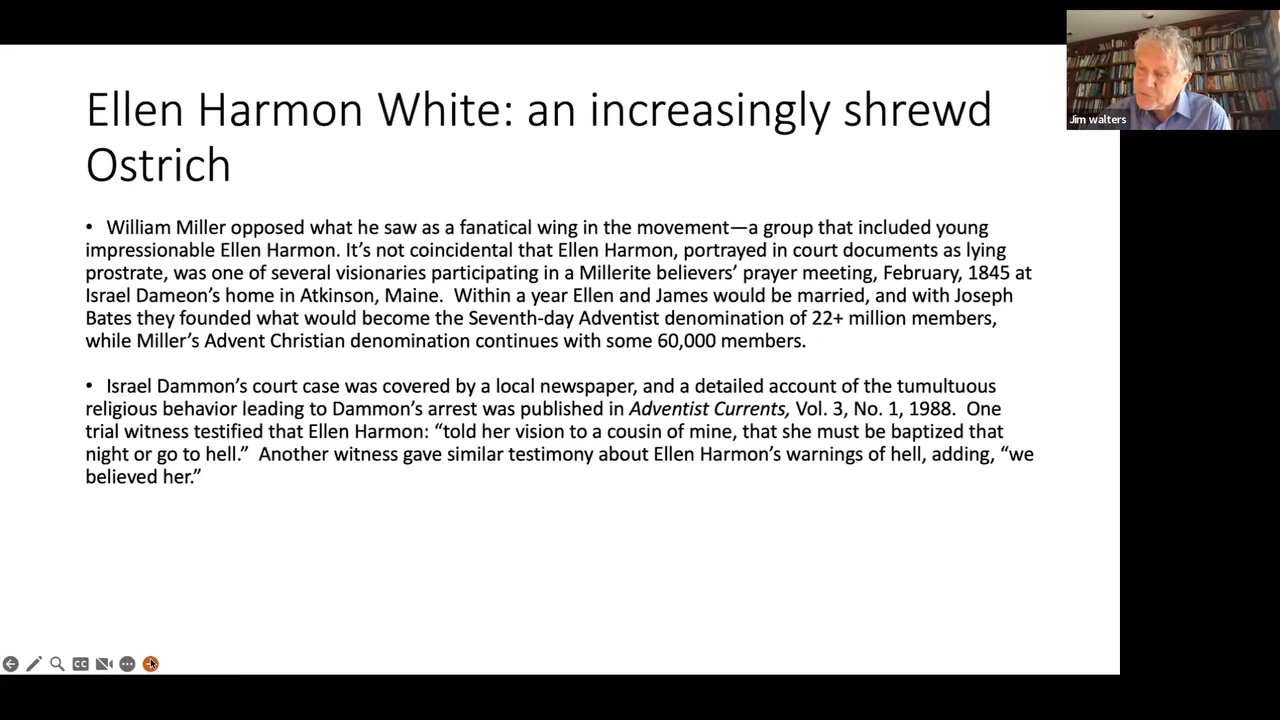 Ellen Harmon White: an increasingly shrewd
Ostrich
Jim walters
• William Miller opposed what he saw as a fanatical wing in the movement—a group that included young
impressionable Ellen Harmon. It’s not coincidental that Ellen Harmon, portrayed in court documents as lying
prostrate, was one of several visionaries participating in a Millerite believers’ prayer meeting, February, 1845 at
Israel Dameon’s home in Atkinson, Maine. Within a year Ellen and James would be married, and with Joseph
Bates they founded what would become the Seventh-day Adventist denomination of 22+ million members,
while Miller’s Advent Christian denomination continues with some 60,000 members.
• Israel Dammon’s court case was covered by a local newspaper, and a detailed account of the tumultuous
religious behavior leading to Dammon’s arrest was published in Adventist Currents, Vol. 3, No. 1, 1988. One
trial witness testified that Ellen Harmon: “told her vision to a cousin of mine, that she must be baptized that
night or go to hell.” Another witness gave similar testimony about Ellen Harmon’s warnings of hell, adding, “we
believed her.”
CC